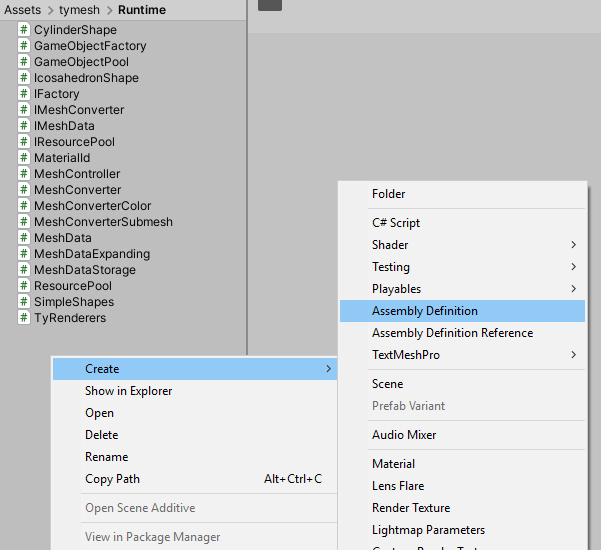 Assets > tymesh > Runtime
CylinderShape
GameObjectFactory
GameObjectPool
IcosahedronShape
IFactory
IMeshConverter
IMeshData
IResourcePool
MaterialId
MeshController
MeshConverter
MeshConverterColor
MeshConverterSubmesh
MeshData
MeshDataExpanding
MeshDataStorage
ResourcePool
SimpleShapes
TyRenderers
Create
Show in Explorer
Open
Delete
Rename
Copy Path Alt+Ctrl+C
Open Scene Additive
View in Package Manager
Folder
C# Script
Shader
Testing
Playables
Assembly Definition
Assembly Definition Reference
TextMeshPro
Scene
Prefab Variant
Audio Mixer
Material
Lens Flare
Render Texture
Lightmap Parameters